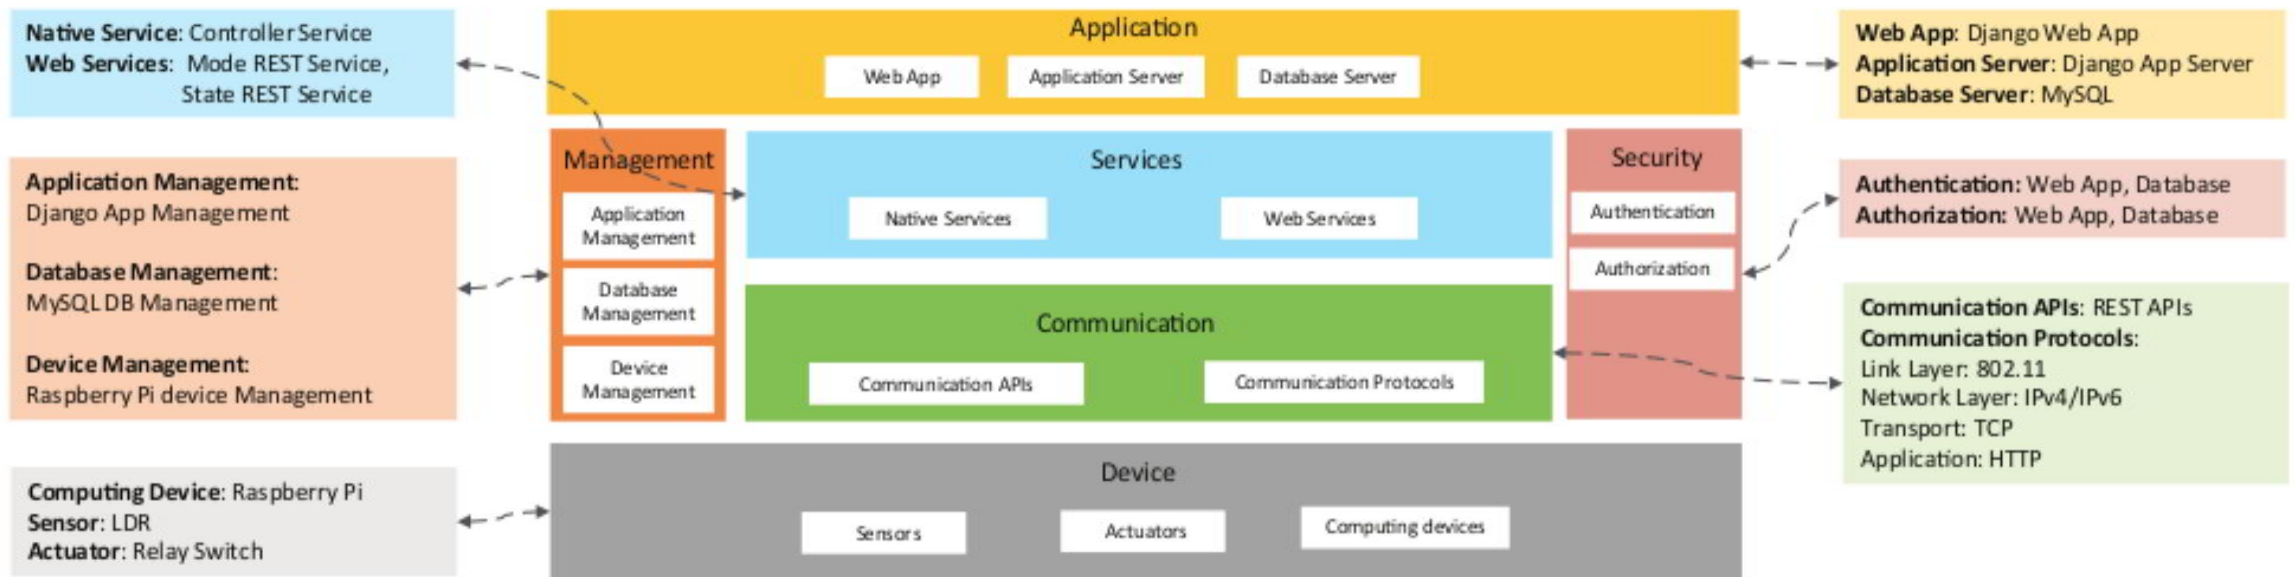 Native Service: Controller Service
Web Services: Mode REST Service,
State REST Service
Application Management:
Django App Management
Database Management:
MySQL DB Management
Device Management:
Raspberry Pi device Management
Computing Device: Raspberry Pi
Sensor: LDR
Actuator: Relay Switch
Application
Web App
Application Server
Database Server
Management
Application
Management
Database
Management
Device
Management
Services
Native Services
Web Services
Communication
Communication APIs
Communication Protocols
Security
Authentication
Authorization
Device
Sensors
Actuators
Computing devices
Web App: Django Web App
Application Server: Django App Server
Database Server: MySQL
Authentication: Web App, Database
Authorization: Web App, Database
Communication APIs: REST APIs
Communication Protocols:
Link Layer: 802.11
Network Layer: IPv4/IPv6
Transport: TCP
Application: HTTP